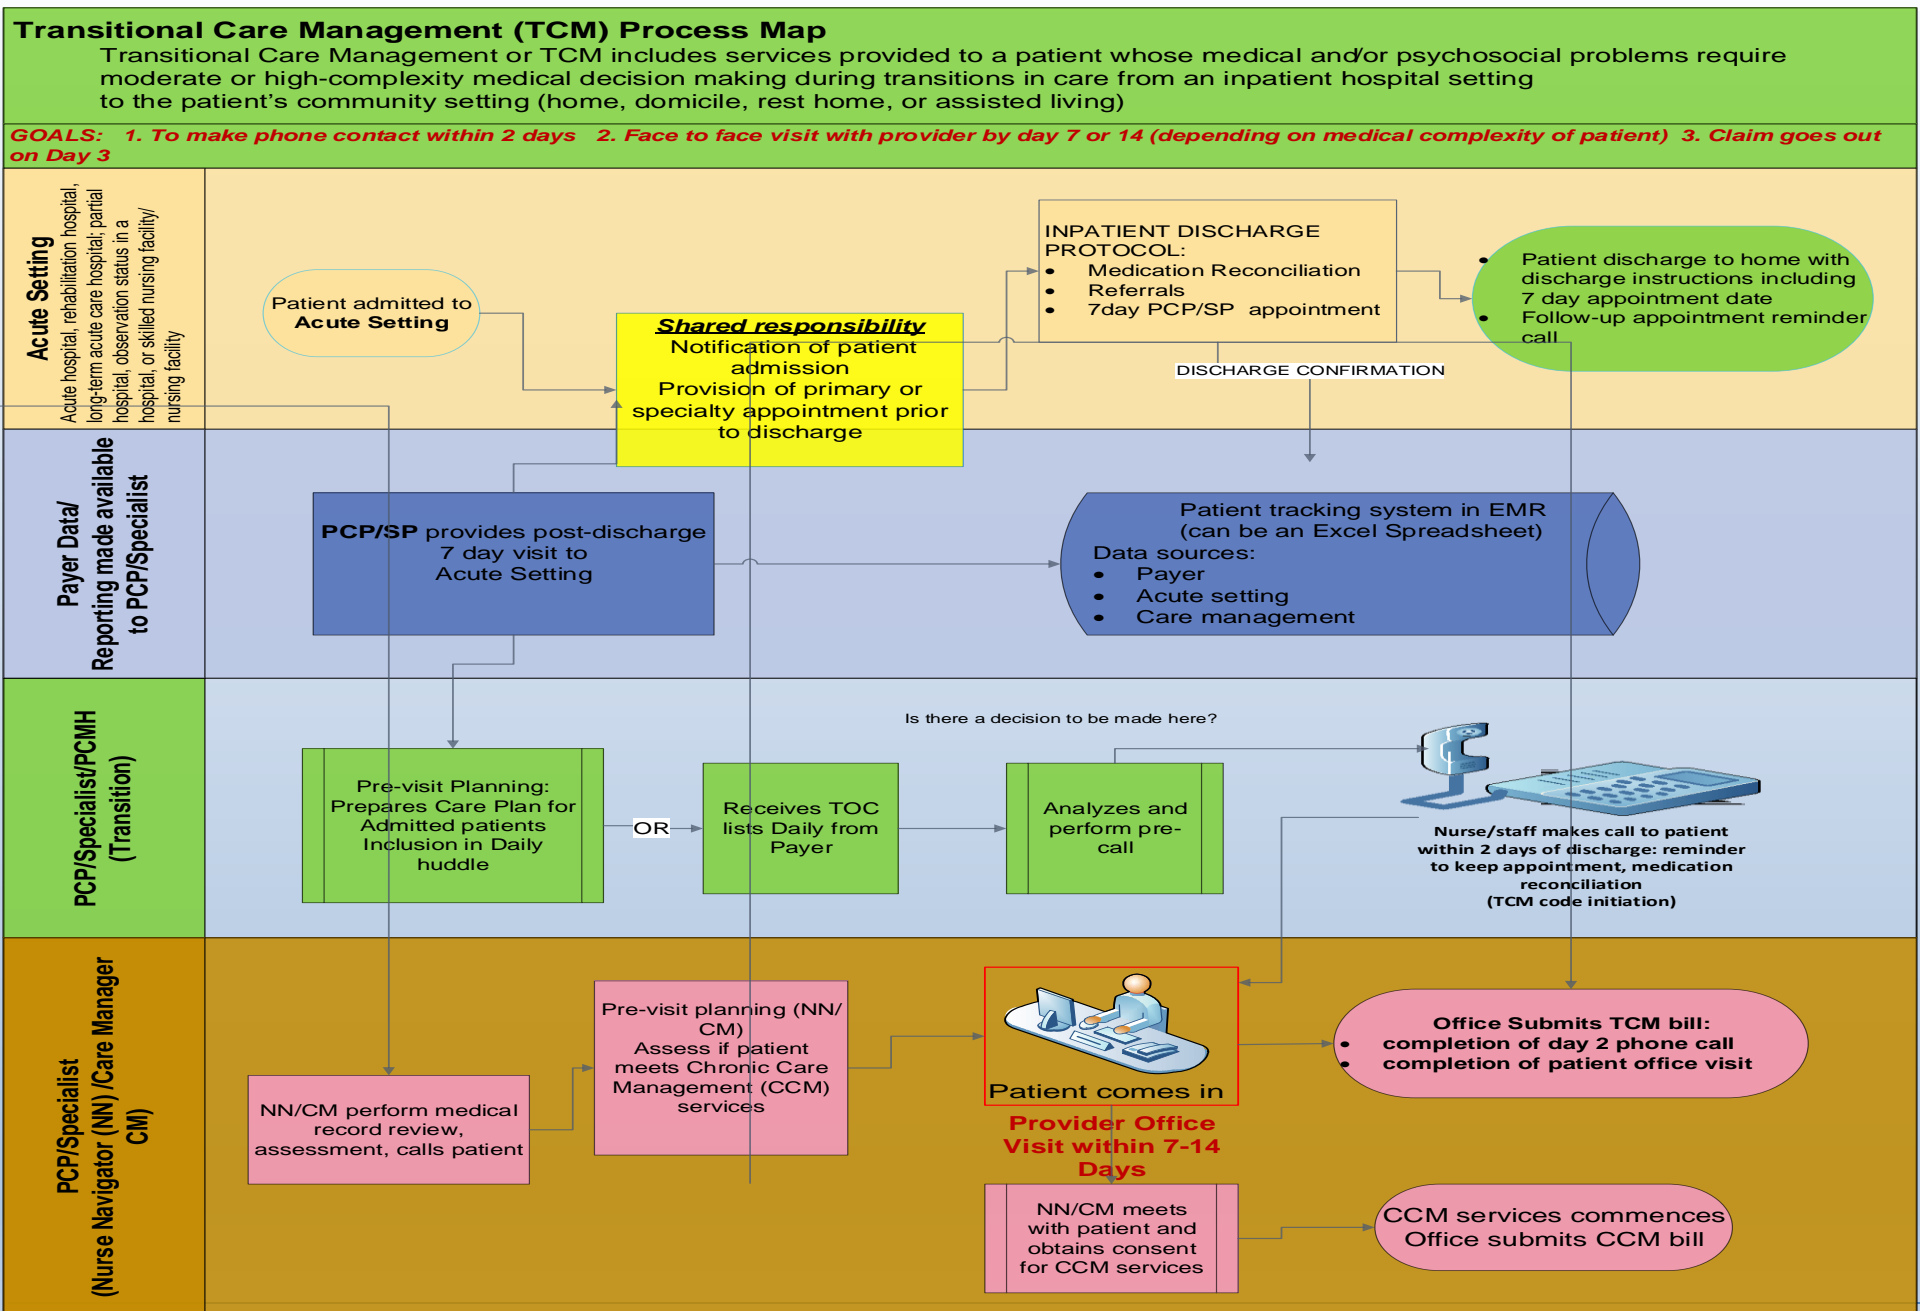 Transitional Care Management (TCM) Process Map
Transitional Care Management or TCM includes services provided to a patient whose medical and/or psychosocial problems require
moderate or high-complexity medical decision making during transitions in care from an inpatient hospital setting
to the patient's community setting (home, domicile, rest home, or assisted living)
GOALS: 1. To make phone contact within 2 days 2. Face to face visit with provider by day 7 or 14 (depending on medical complexity of patient) 3. Claim goes out
on Day 3
Acute Setting
Acute hospital, rehabilitation hospital,
long-term acute care hospital; partial
hospital, observation status in a
hospital, or skilled nursing facility/
nursing facility
Patient admitted to
Acute Setting
Shared responsibility
Notification of patient
admission
Provision of primary or
specialty appointment prior
to discharge
INPATIENT DISCHARGE
PROTOCOL:
• Medication Reconciliation
• Referrals
• 7day PCP/SP appointment
DISCHARGE CONFIRMATION
• Patient discharge to home with
discharge instructions including
7 day appointment date
• Follow-up appointment reminder
call
Payer Data/
Reporting made available
to PCP/Specialist
PCP/SP provides post-discharge
7 day visit to
Acute Setting
Patient tracking system in EMR
(can be an Excel Spreadsheet)
Data sources:
• Payer
• Acute setting
• Care management
PCP/Specialist/PCMH
(Transition)
Pre-visit Planning:
Prepares Care Plan for
Admitted patients
Inclusion in Daily
huddle
OR
Receives TOC
lists Daily from
Payer
Is there a decision to be made here?
Analyzes and
perform pre-
call
Nurse/staff makes call to patient
within 2 days of discharge: reminder
to keep appointment, medication
reconciliation
(TCM code initiation)
PCP/Specialist
(Nurse Navigator (NN) /Care Manager
CM)
NN/CM perform medical
record review,
assessment, calls patient
Pre-visit planning (NN/
CM)
Assess if patient
meets Chronic Care
Management (CCM)
services
Patient comes in
Provider Office
Visit within 7-14
Days
Office Submits TCM bill:
• completion of day 2 phone call
• completion of patient office visit
NN/CM meets
with patient and
obtains consent
for CCM services
CCM services commences
Office submits CCM bill